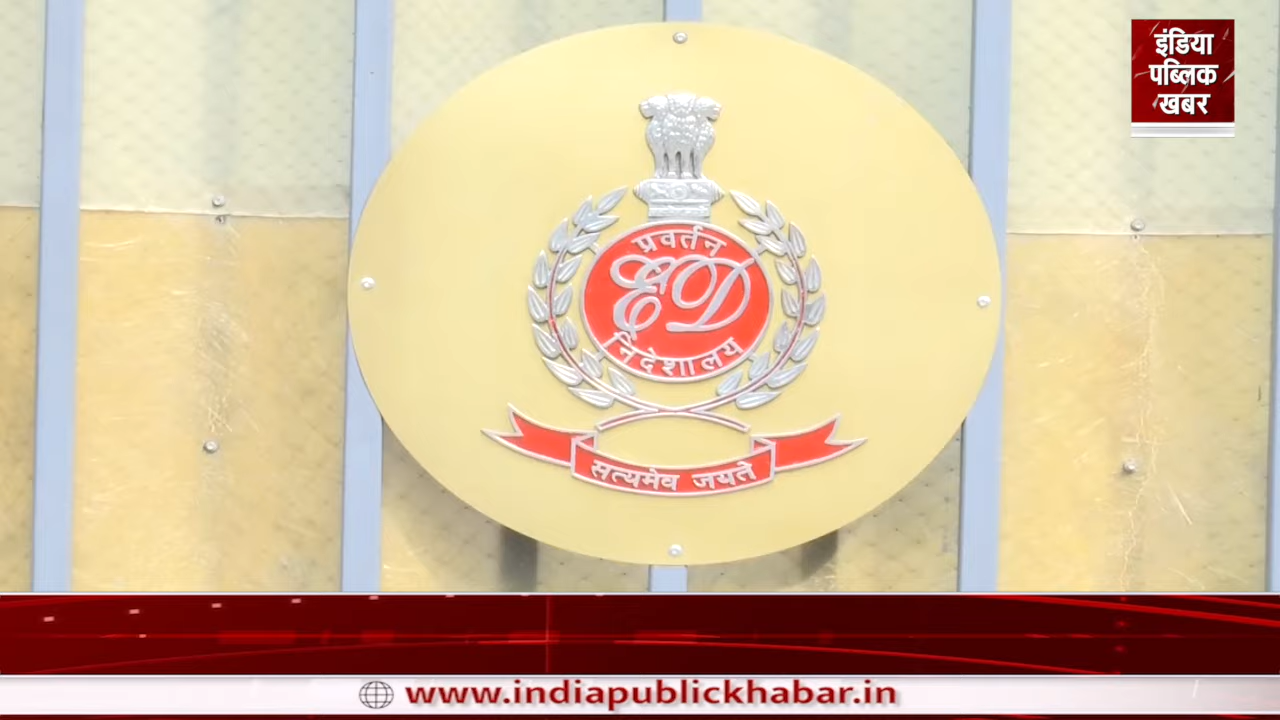 इंडिया
पब्लिक
खबर
प्रवर्तन
ED
निदेशालय
सत्यमेव जयते
www.indiapublickhabar.in